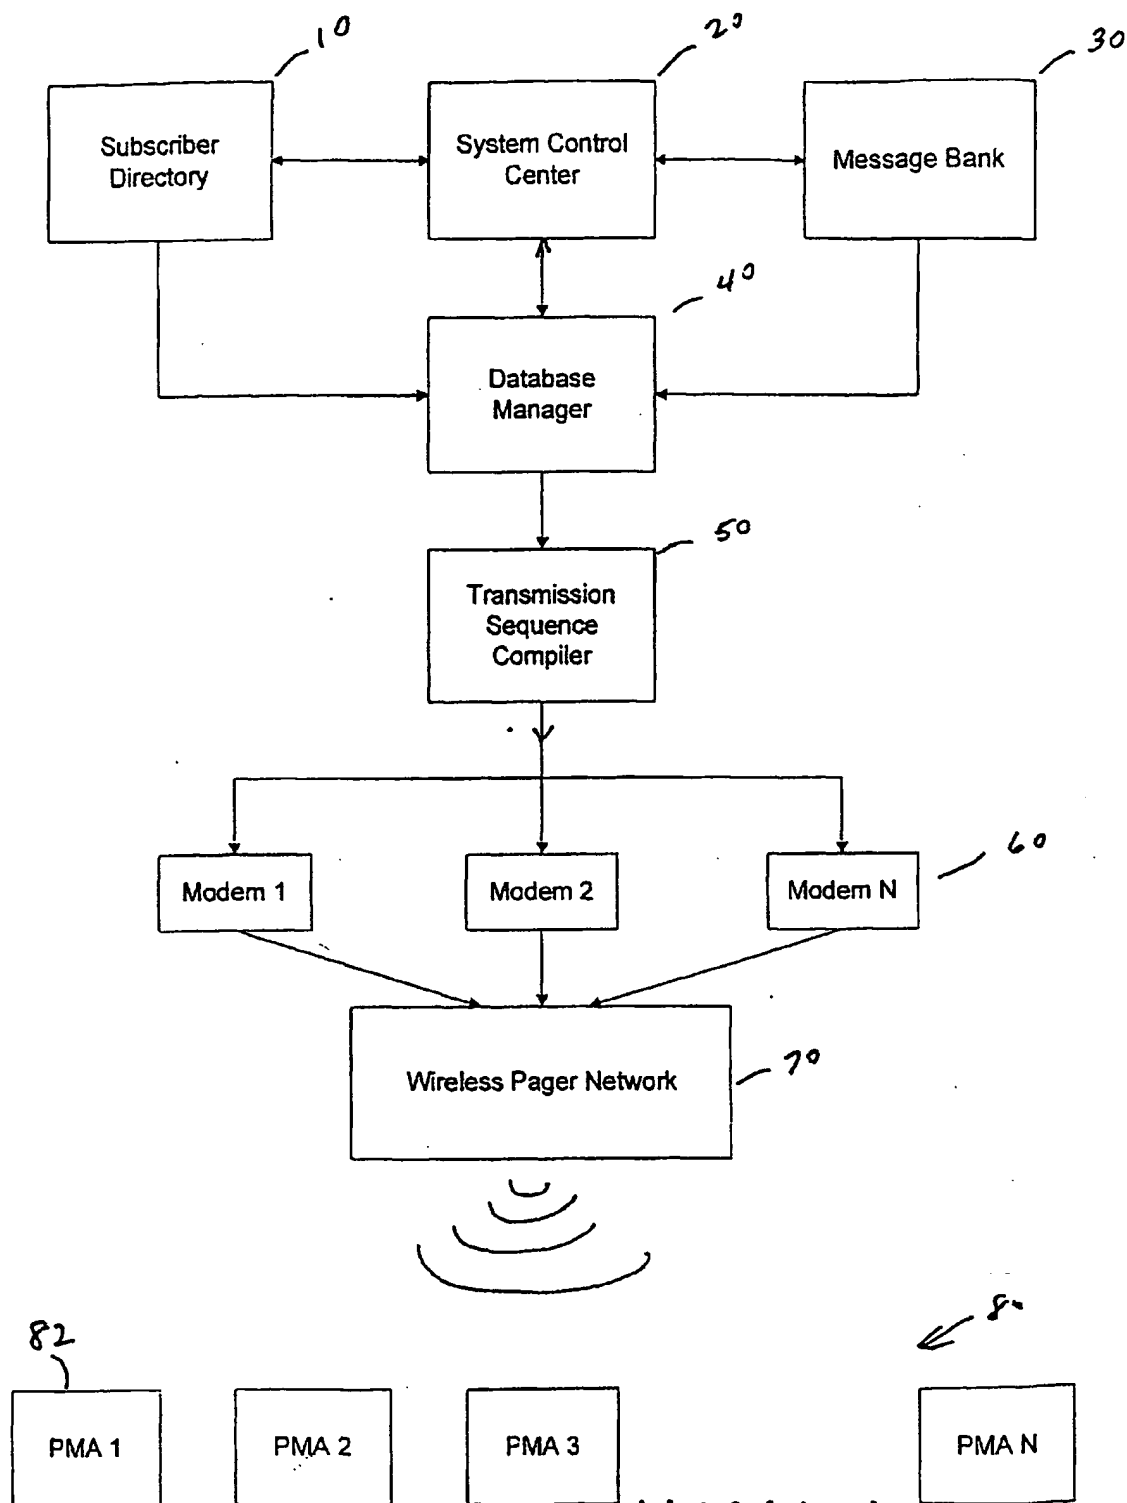 10
20
30
Subscriber
Directory
System Control
Center
Message Bank
40
Database
Manager
50
Transmission
Sequence
Compiler
60
Modem 1
Modem 2
Modem N
Wireless Pager Network
70
82
PMA 1
PMA 2
PMA 3
PMA N